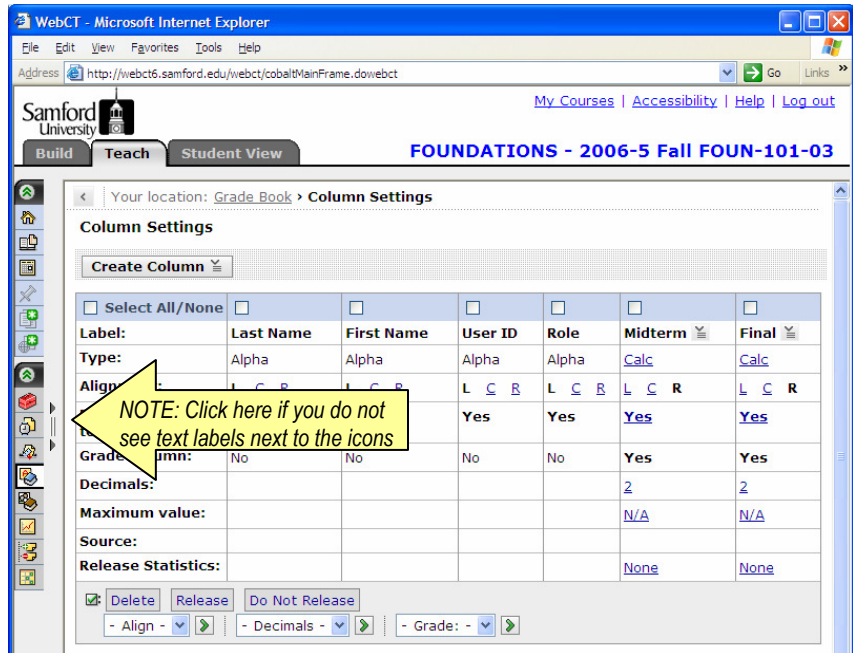 WebCT - Microsoft Internet Explorer
File Edit View Favorites Tools Help
Address http://webct6.samford.edu/webct/cobaltMainFrame.dowebct Go Links »
My Courses | Accessibility | Help | Log out
Samford
University
Build Teach Student View FOUNDATIONS - 2006-5 Fall FOUN-101-03
Your location: Grade Book › Column Settings
Column Settings
Create Column
Select All/None
Label: Last Name First Name User ID Role Midterm Final
Type: Alpha Alpha Alpha Alpha Calc Calc
L C R L C R L C R L C R
NOTE: Click here if you do not
see text labels next to the icons
Yes Yes Yes Yes
No No No No Yes Yes
Decimals: 2 2
Maximum value: N/A N/A
Source:
Release Statistics: None None
Delete Release Do Not Release
- Align - - Decimals - - Grade: -